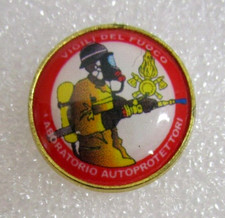 VIGILI DEL FUOCO
LABORATORIO AUTOPROTETTORI